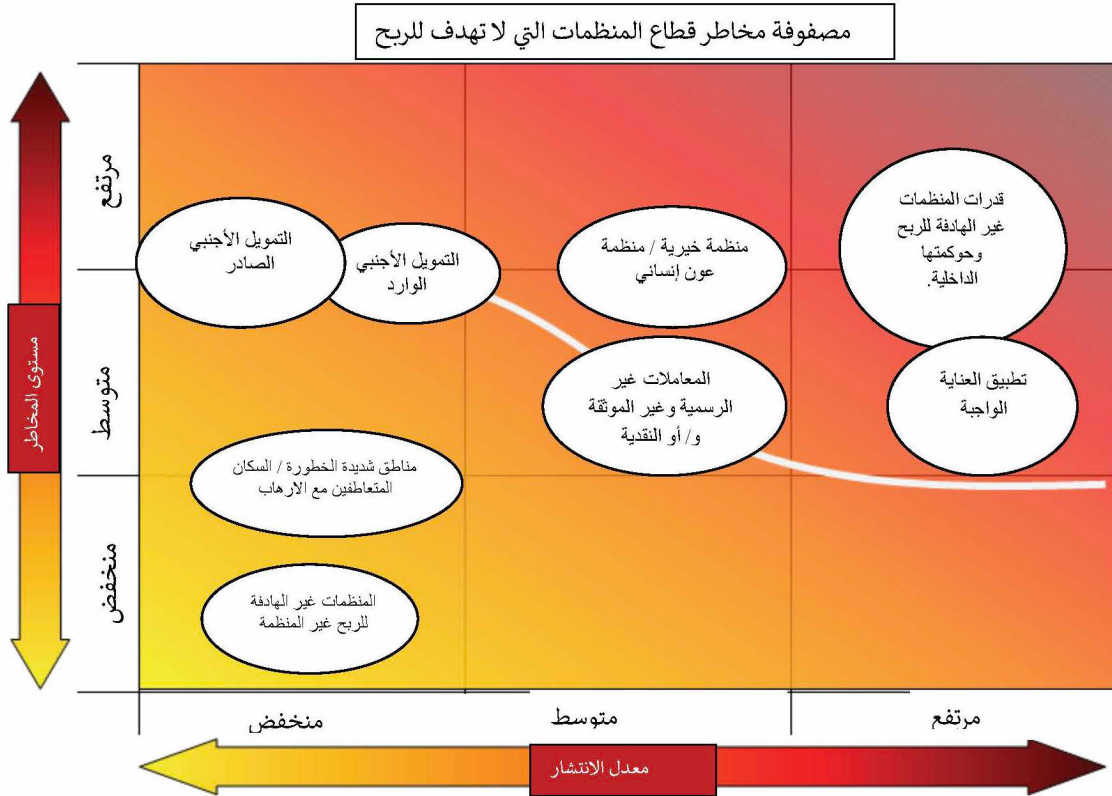 مصفوفة مخاطر قطاع المنظمات التي لا تهدف للربح
مرتفع
متوسط
منخفض
مستوى المخاطر
قدرات المنظمات
غير الهادفة للربح
وحوكمتها
الداخلية.
منظمة خيرية / منظمة
عون إنساني
التمويل الأجنبي
الوارد
التمويل الأجنبي
الصادر
تطبيق العناية
الواجبة
المعاملات غير
الرسمية وغير الموثقة
و/ أو النقدية
مناطق شديدة الخطورة / السكان
المتعاطفين مع الارهاب
المنظمات غير الهادفة
للربح غير المنظمة
مرتفع
متوسط
منخفض
معدل الانتشار